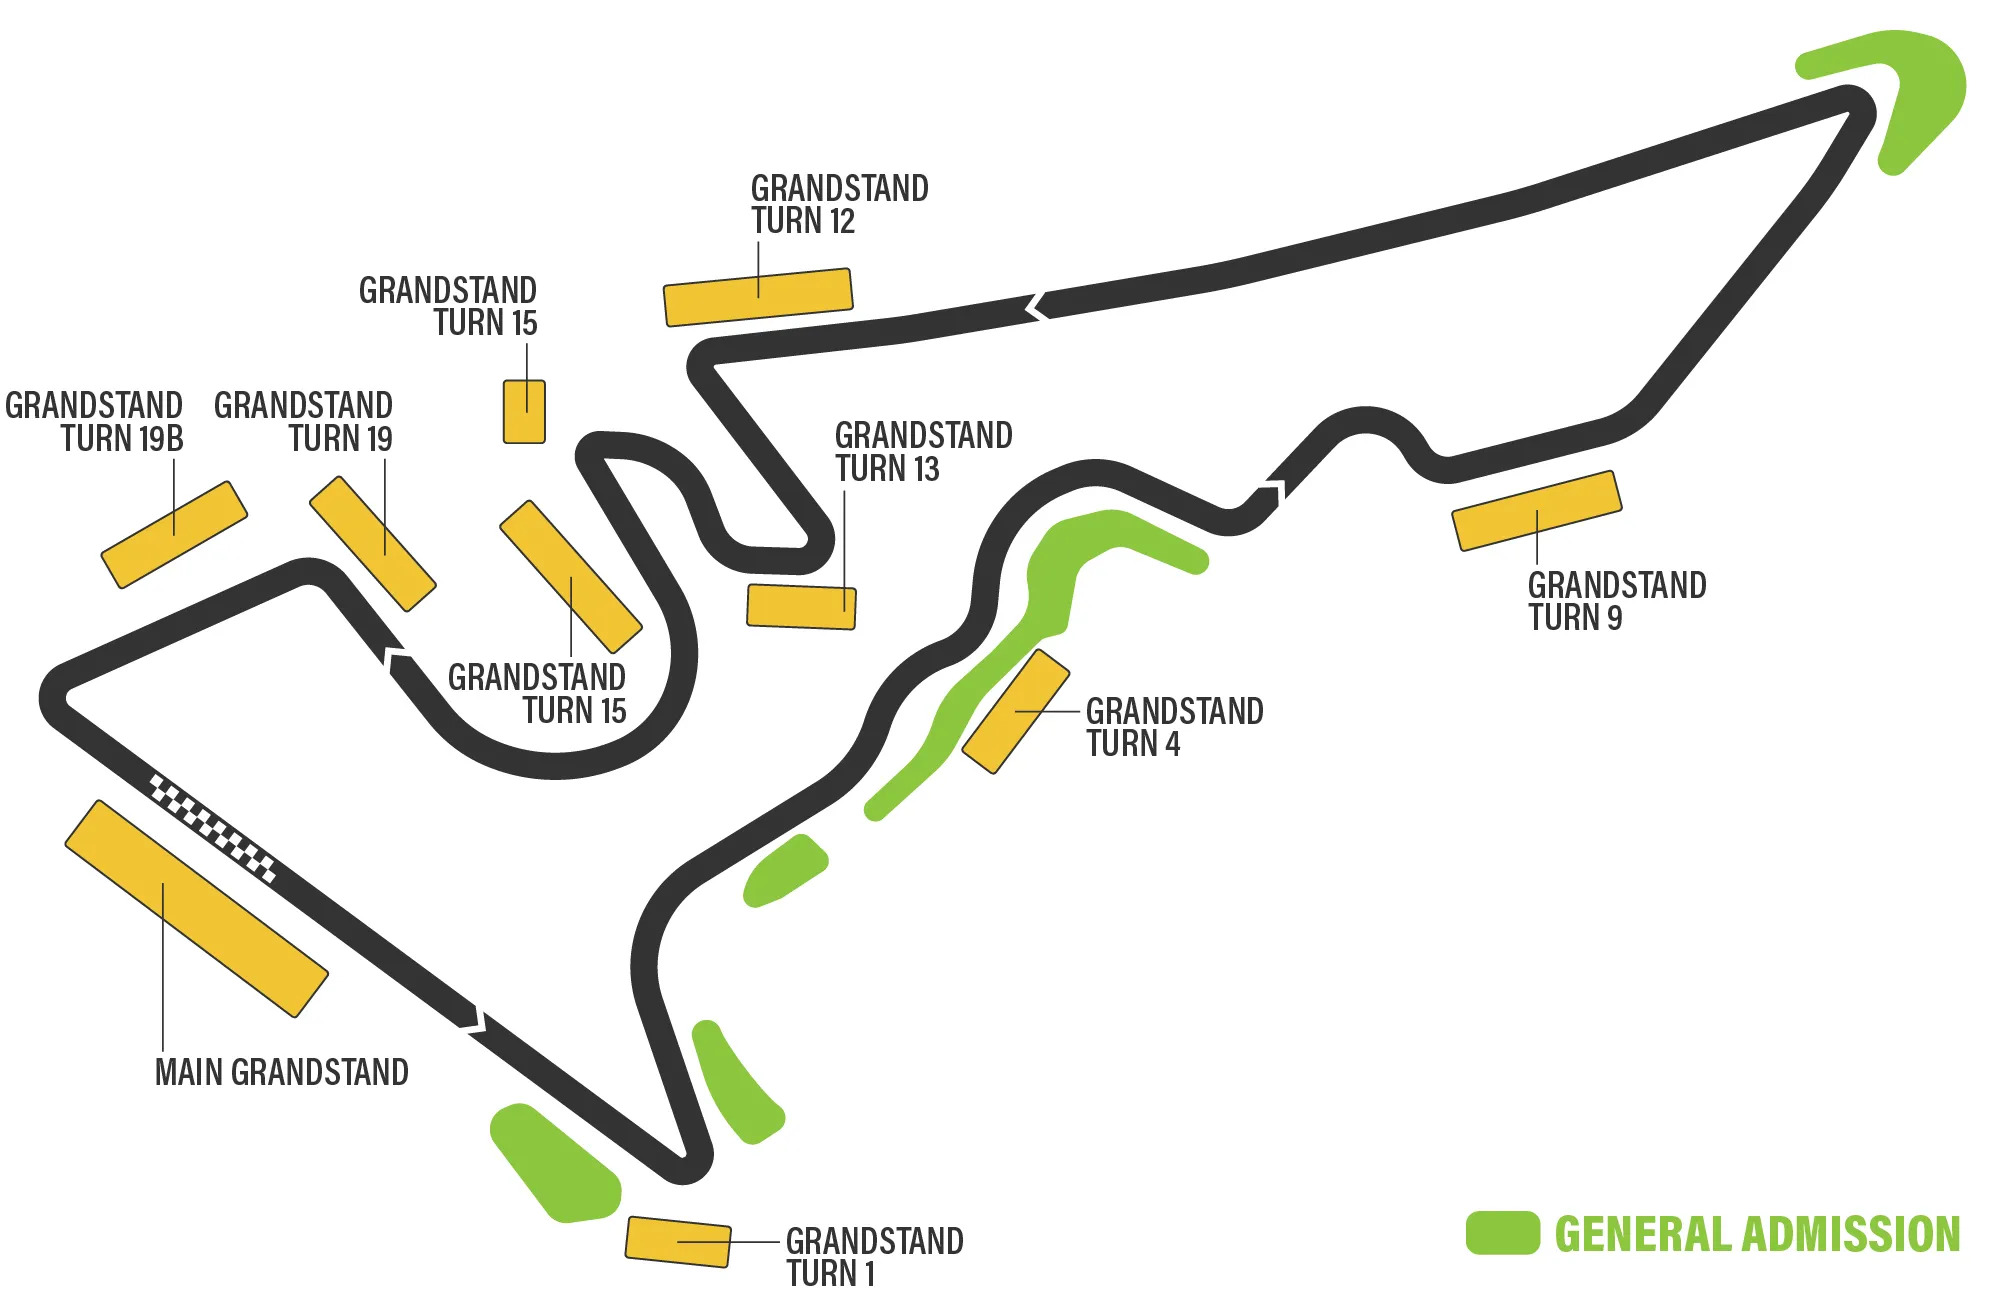 GRANDSTAND
TURN 12
GRANDSTAND
TURN 15
GRANDSTAND
TURN 19B
GRANDSTAND
TURN 19
GRANDSTAND
TURN 13
GRANDSTAND
TURN 9
GRANDSTAND
TURN 15
GRANDSTAND
TURN 4
MAIN GRANDSTAND
GRANDSTAND
TURN 1
GENERAL ADMISSION